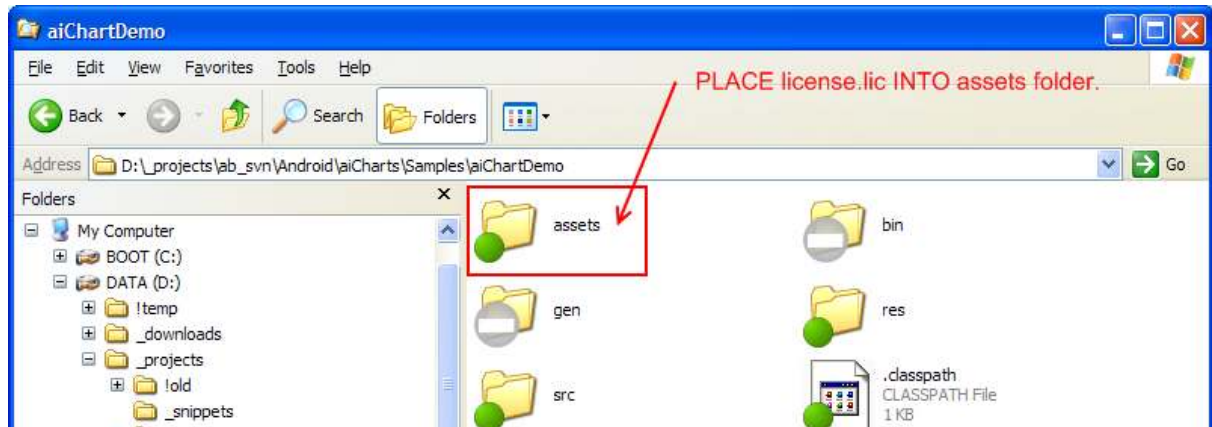 aiChartDemo
File Edit View Favorites Tools Help
PLACE license.lic INTO assets folder.
Back Search Folders
Address D:\_projects\ab_svn\Android\aiCharts\Samples\aiChartDemo Go
Folders
My Computer
BOOT (C:)
DATA (D:)
!temp
_downloads
_projects
!old
_snippets
assets
bin
gen
res
src
.classpath
CLASSPATH File
1 KB